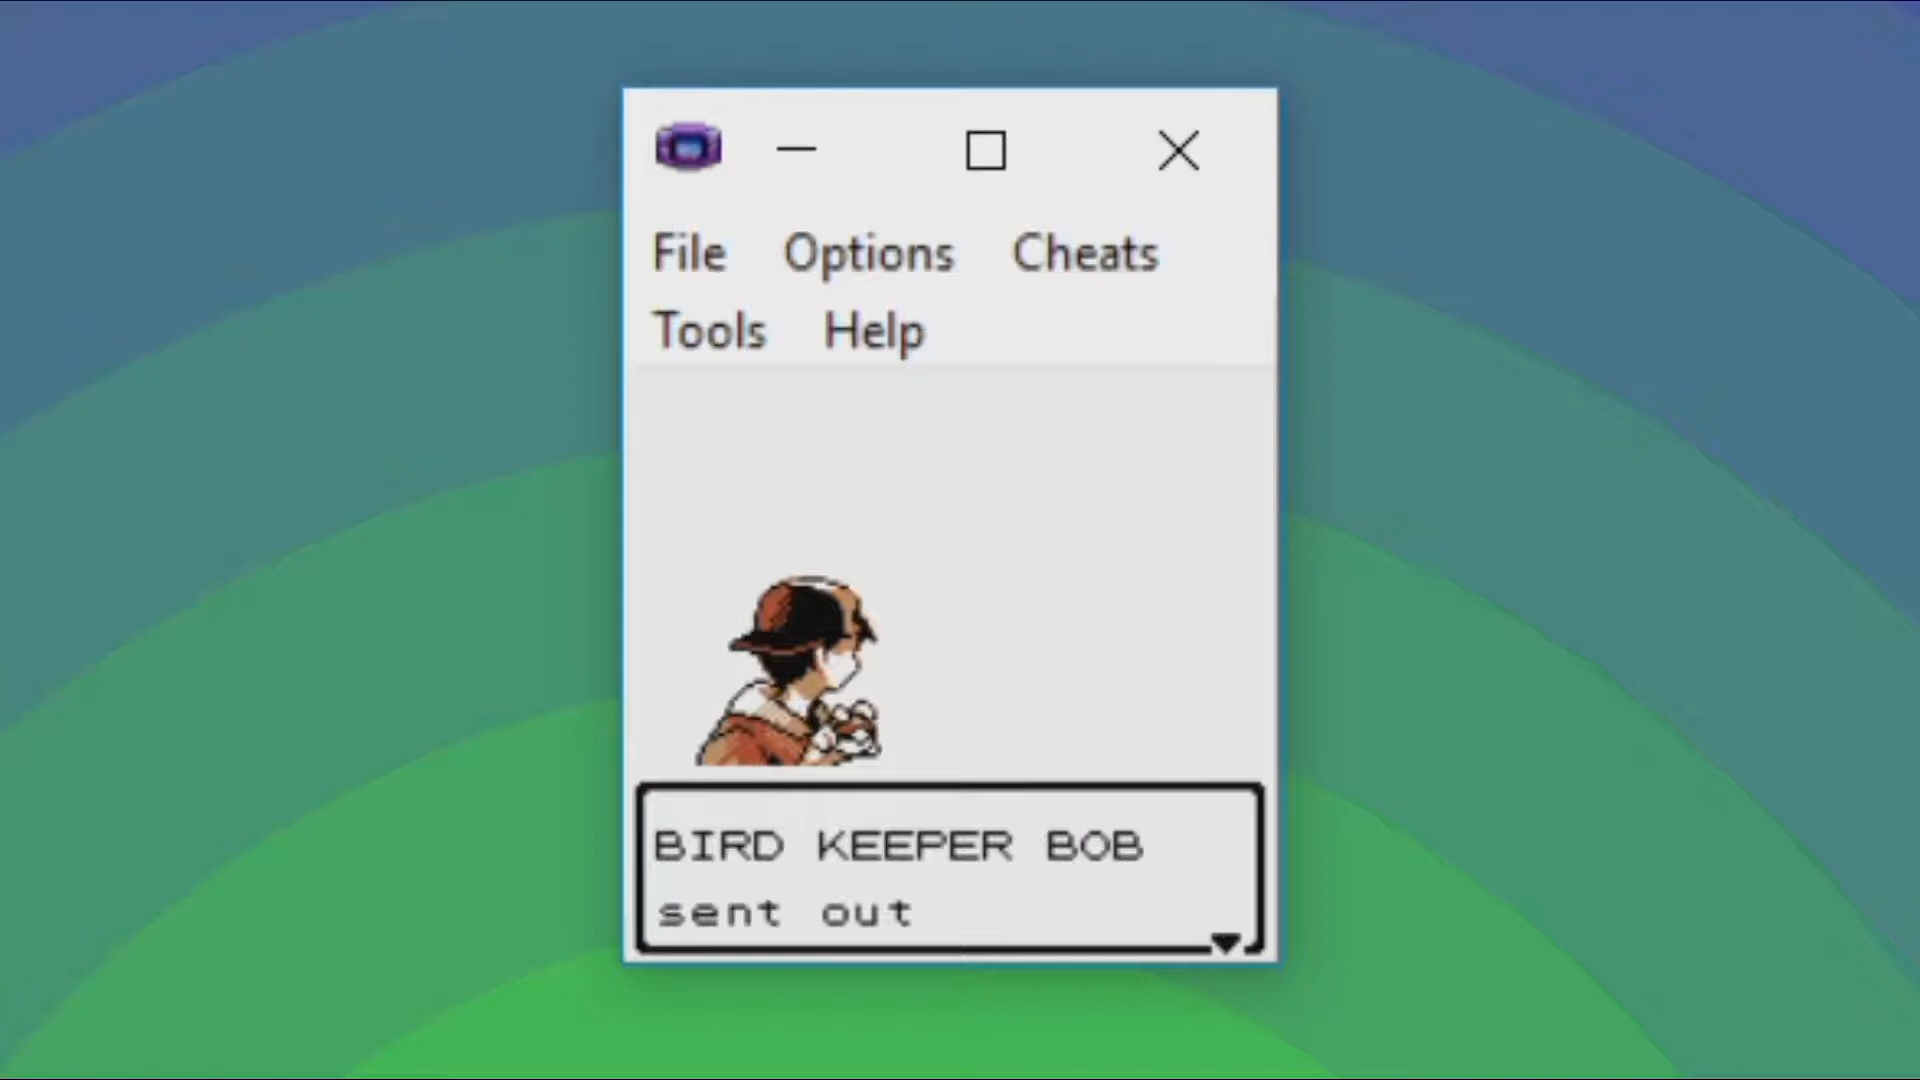 File Options Cheats
Tools Help
BIRD KEEPER BOB
sent out